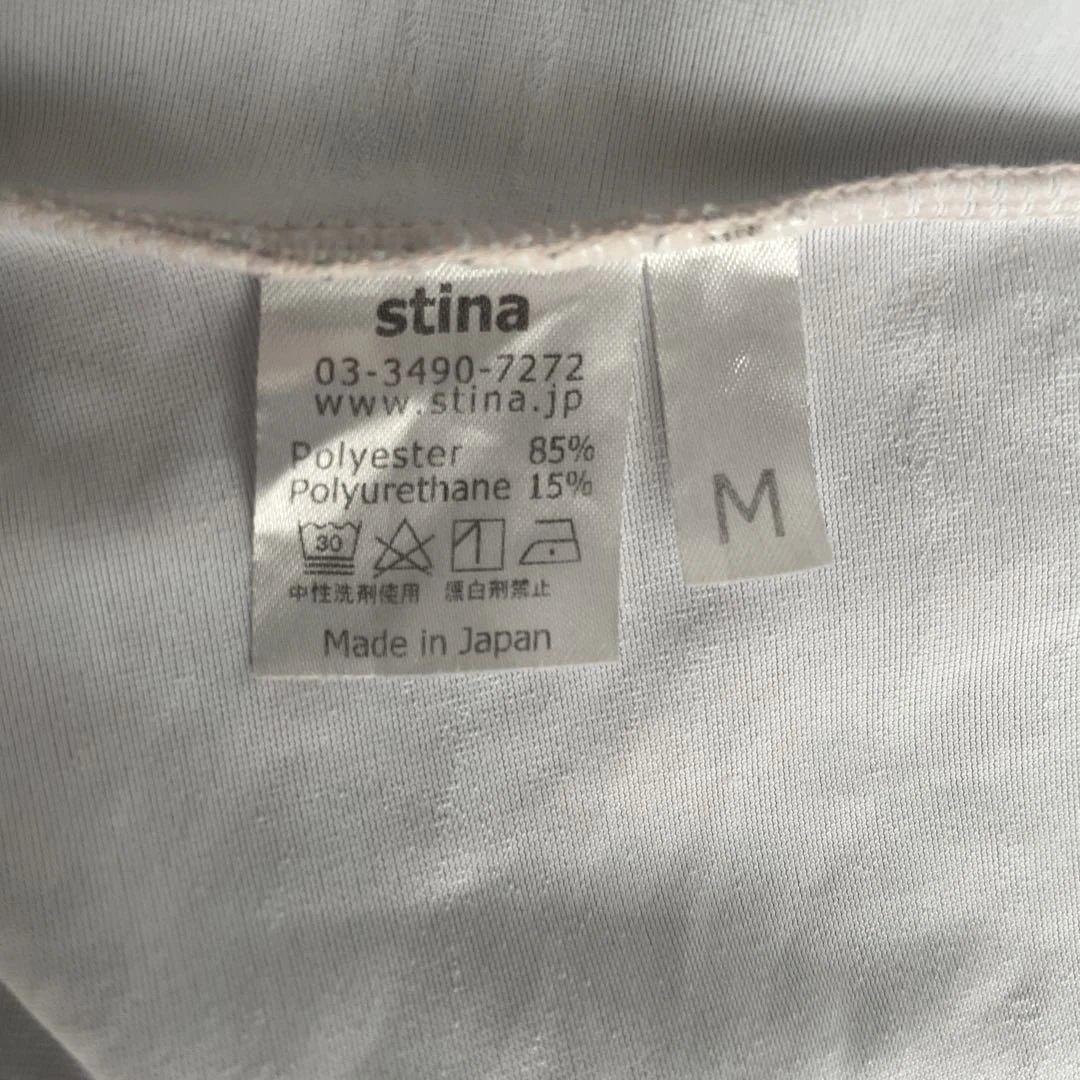 stina
03-3490-7272
www.stina.jp
Polyester 85%
Polyurethane 15%
30
中性洗剤使用 漂白剤禁止
Made in Japan
M